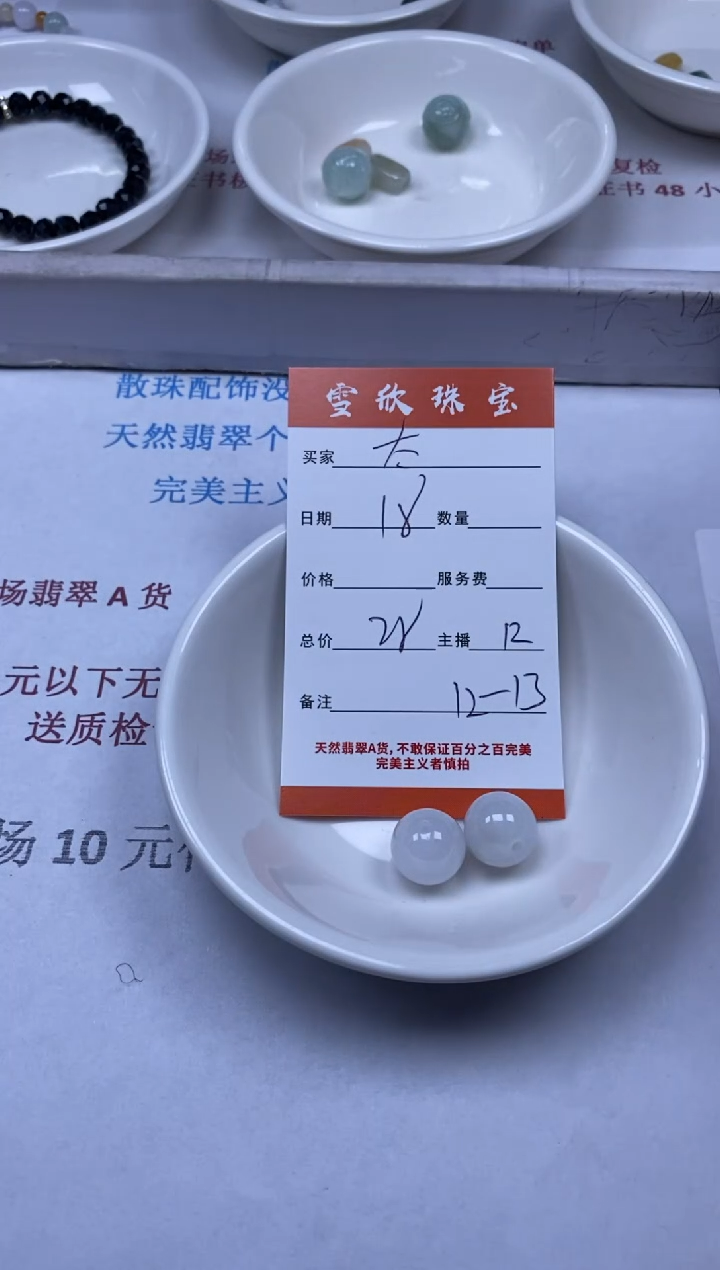 单
场
复检
证书
证书 48 小
散珠配饰没
天然翡翠个
完美主义
场翡翠 A 货
元以下无
送质检
场 10 元
雪欣珠宝
买家
日期 18 数量
价格 服务费
总价 28 主播 12
备注 12-13
天然翡翠A货,不敢保证百分之百完美
完美主义者慎拍